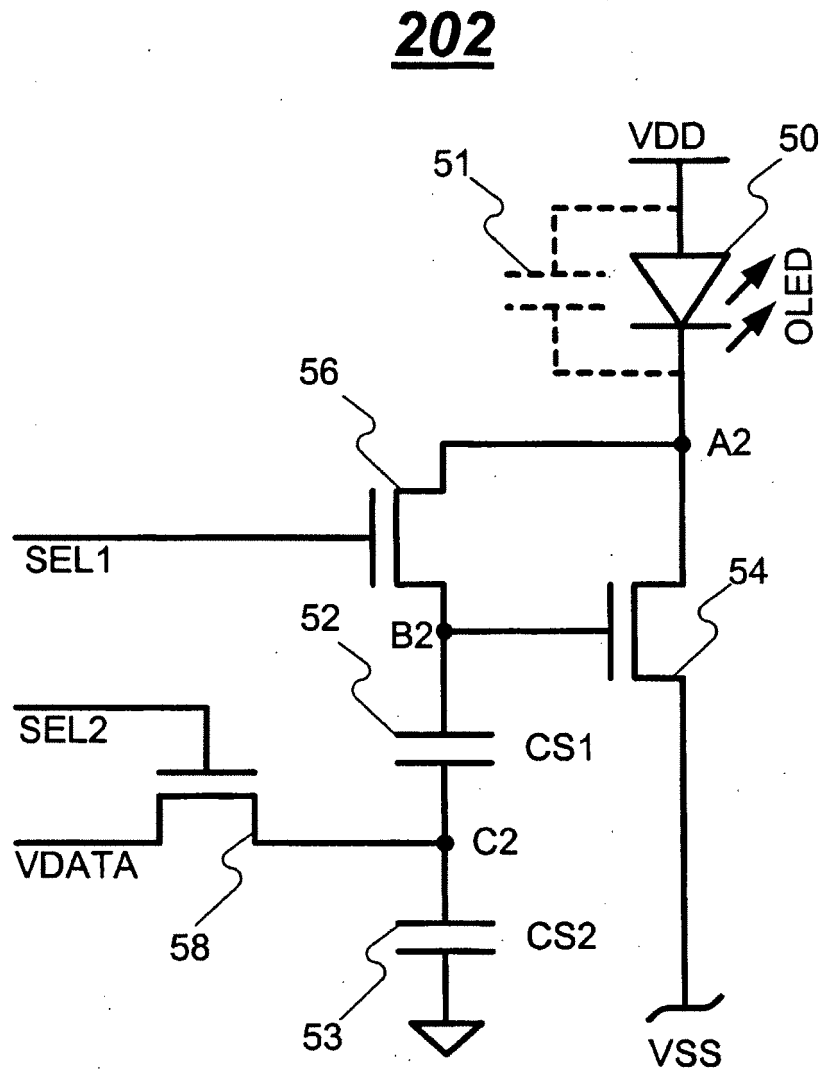 202
VDD
50
51
OLED
56
A2
SEL1
54
52
B2
SEL2
CS1
VDATA
C2
58
CS2
53
VSS